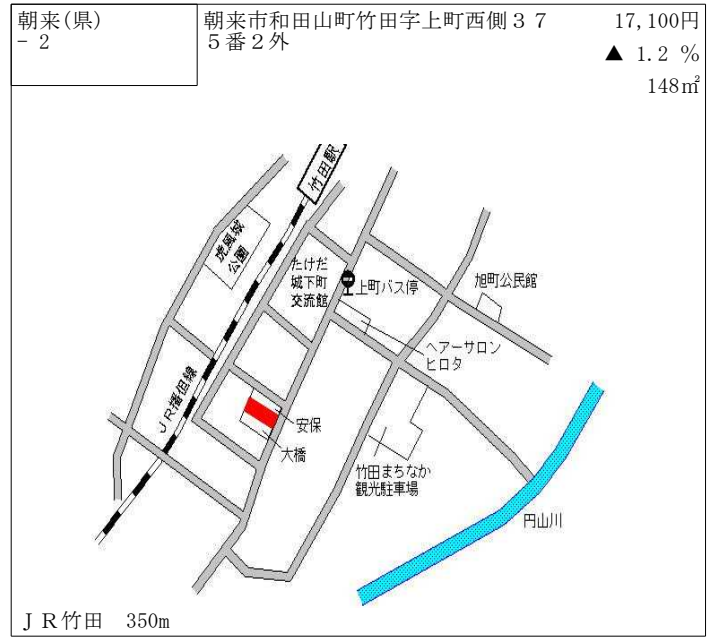 朝来(県)
- 2
朝来市和田山町竹田字上町西側３７
５番２外
17,100円
▲ 1.2 %
148㎡
竹田駅
虎臥城
公園
たけだ
城下町
交流館
上町バス停
旭町公民館
ヘアーサロン
ヒロタ
ＪＲ播但線
安保
大橋
竹田まちなか
観光駐車場
円山川
ＪＲ竹田 350m